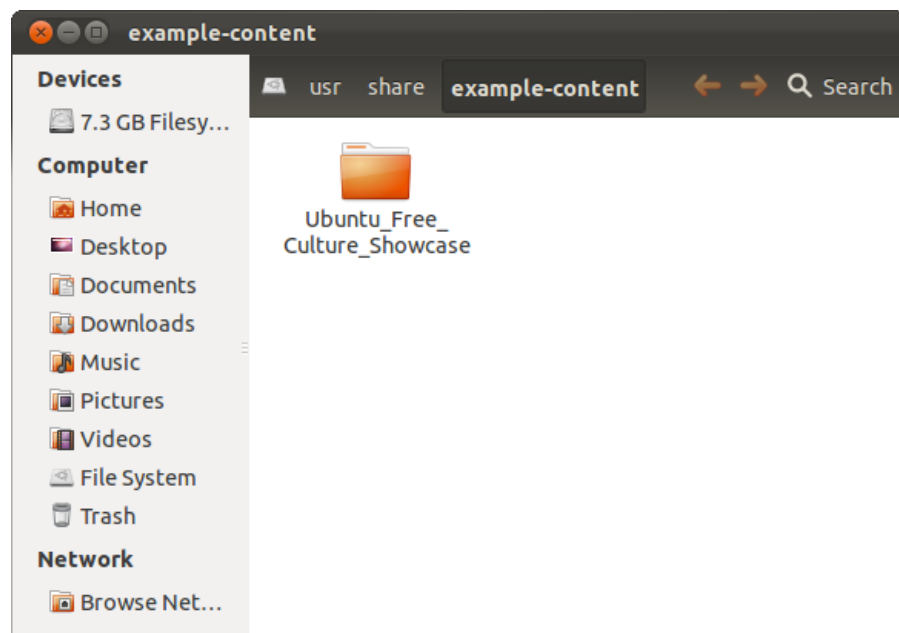 example-content
Devices
7.3 GB Filesy...
Computer
Home
Desktop
Documents
Downloads
Music
Pictures
Videos
File System
Trash
Network
Browse Net...
usr share example-content Search
Ubuntu_Free_
Culture_Showcase